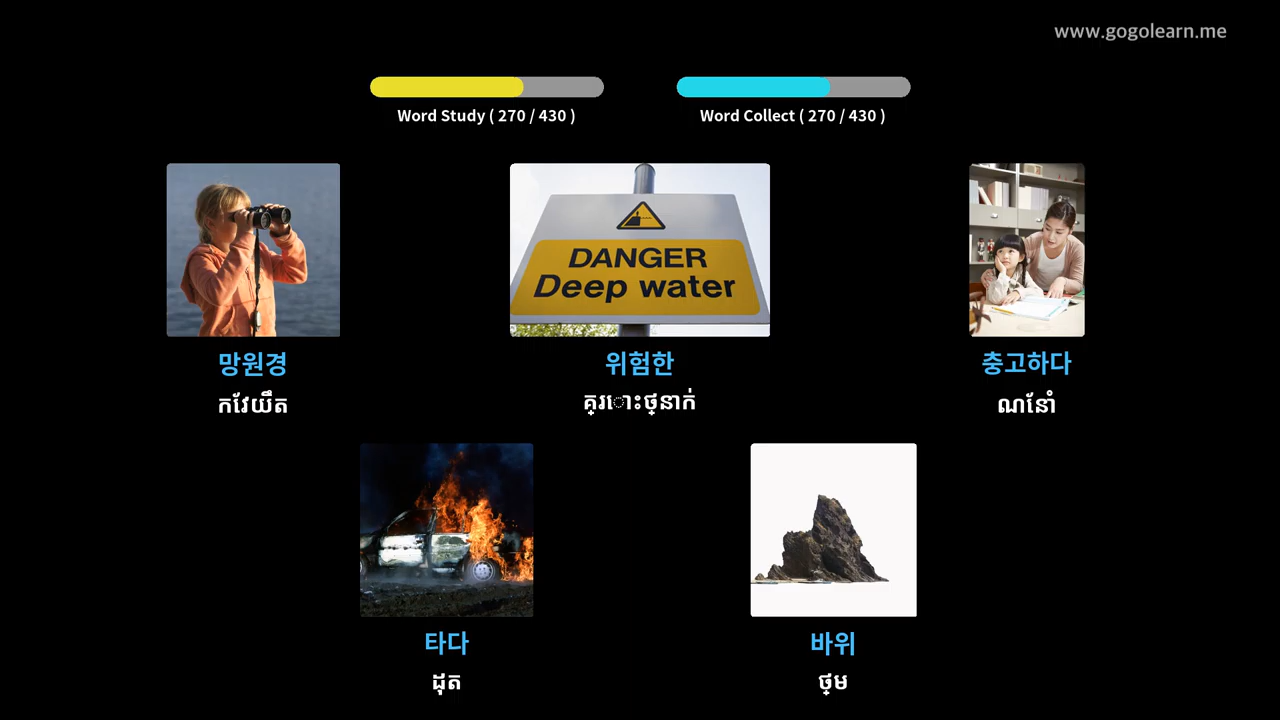 www.gogolearn.me
Word Study ( 270 / 430 )
Word Collect ( 270 / 430 )
DANGER
Deep water
망원경
위험한
충고하다
កវែយឹត
គ្រោះថ្នាក់
ណែនាំ
타다
바위
ដុត
ថ្ម